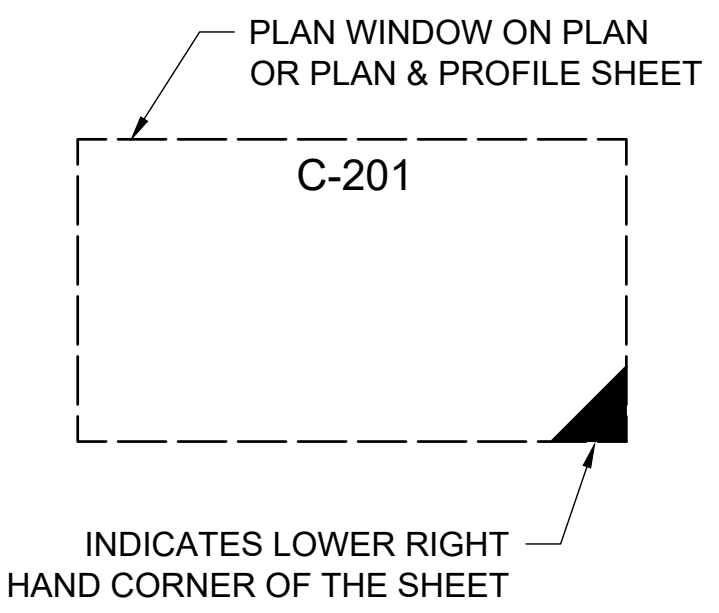 PLAN WINDOW ON PLAN
OR PLAN & PROFILE SHEET
C-201
INDICATES LOWER RIGHT
HAND CORNER OF THE SHEET